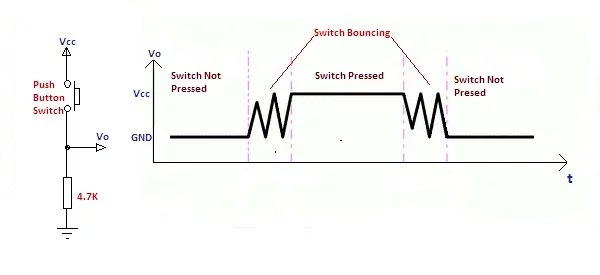 Vcc
Push
Button
Switch
Vo
4.7K
Vo
Switch Bouncing
Switch Not
Pressed
Switch Pressed
Switch Not
Presed
Vcc
GND
t